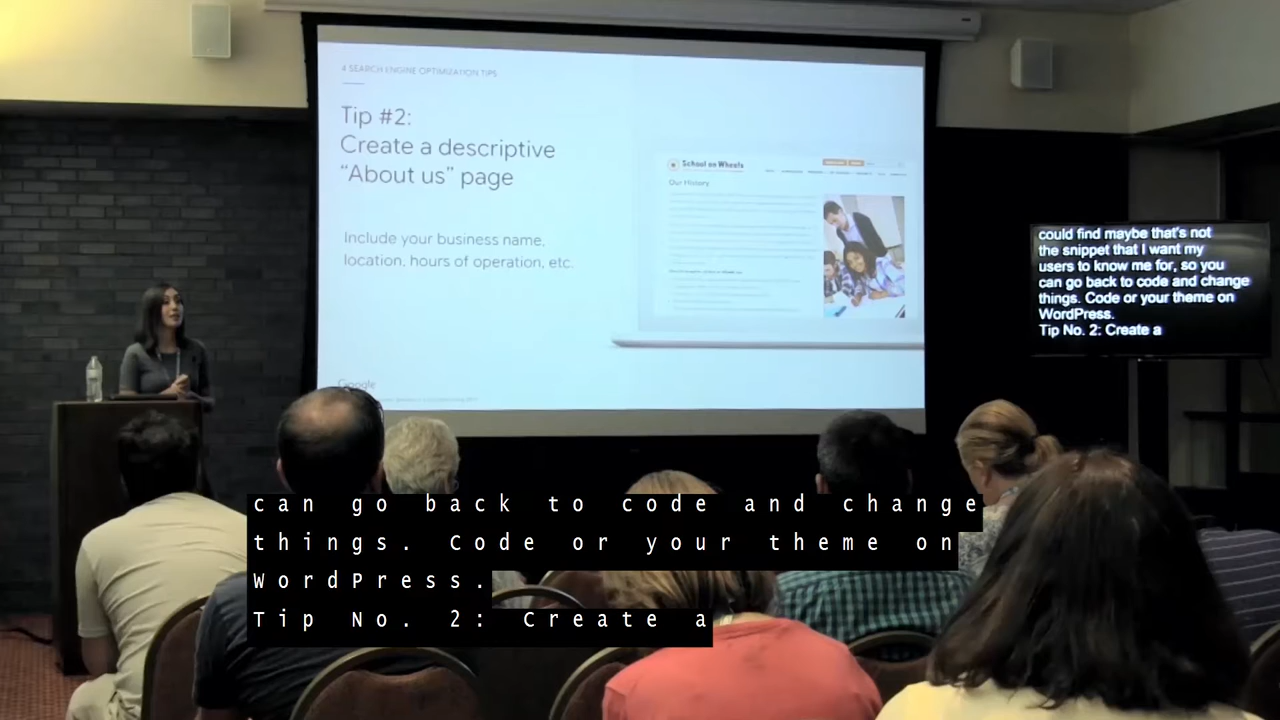 4 SEARCH ENGINE OPTIMIZATION TIPS
Tip #2:
Create a descriptive
“About us” page
Include your business name,
location, hours of operation, etc.
School on Wheels
Our History
Google
could find maybe that's not
the snippet that I want my
users to know me for, so you
can go back to code and change
things. Code or your theme on
WordPress.
Tip No. 2: Create a
can go back to code and change
things. Code or your theme on
WordPress.
Tip No. 2: Create a